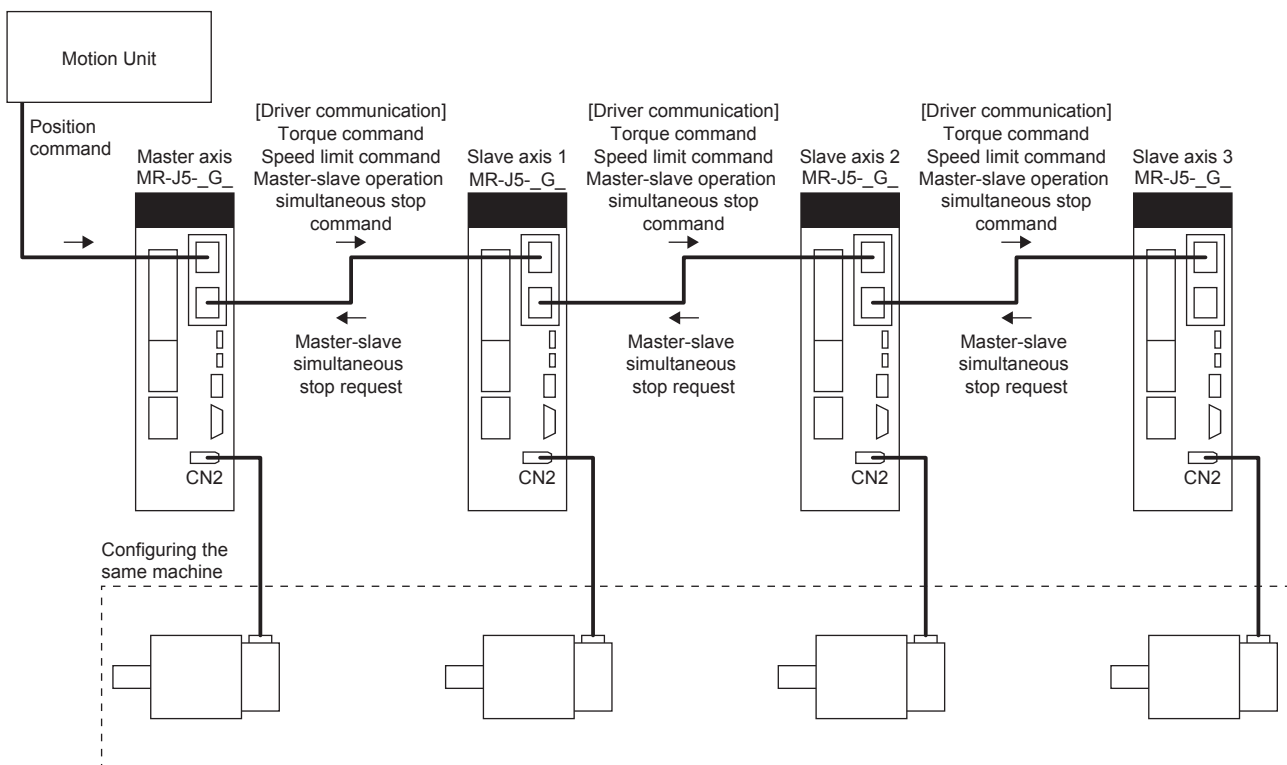 Motion Unit
Position
command
Master axis
MR-J5-_G_
[Driver communication]
Torque command
Speed limit command
Master-slave operation
simultaneous stop
command
Slave axis 1
MR-J5-_G_
[Driver communication]
Torque command
Speed limit command
Master-slave operation
simultaneous stop
command
Slave axis 2
MR-J5-_G_
[Driver communication]
Torque command
Speed limit command
Master-slave operation
simultaneous stop
command
Slave axis 3
MR-J5-_G_
Master-slave
simultaneous
stop request
Master-slave
simultaneous
stop request
Master-slave
simultaneous
stop request
CN2
CN2
CN2
CN2
Configuring the
same machine